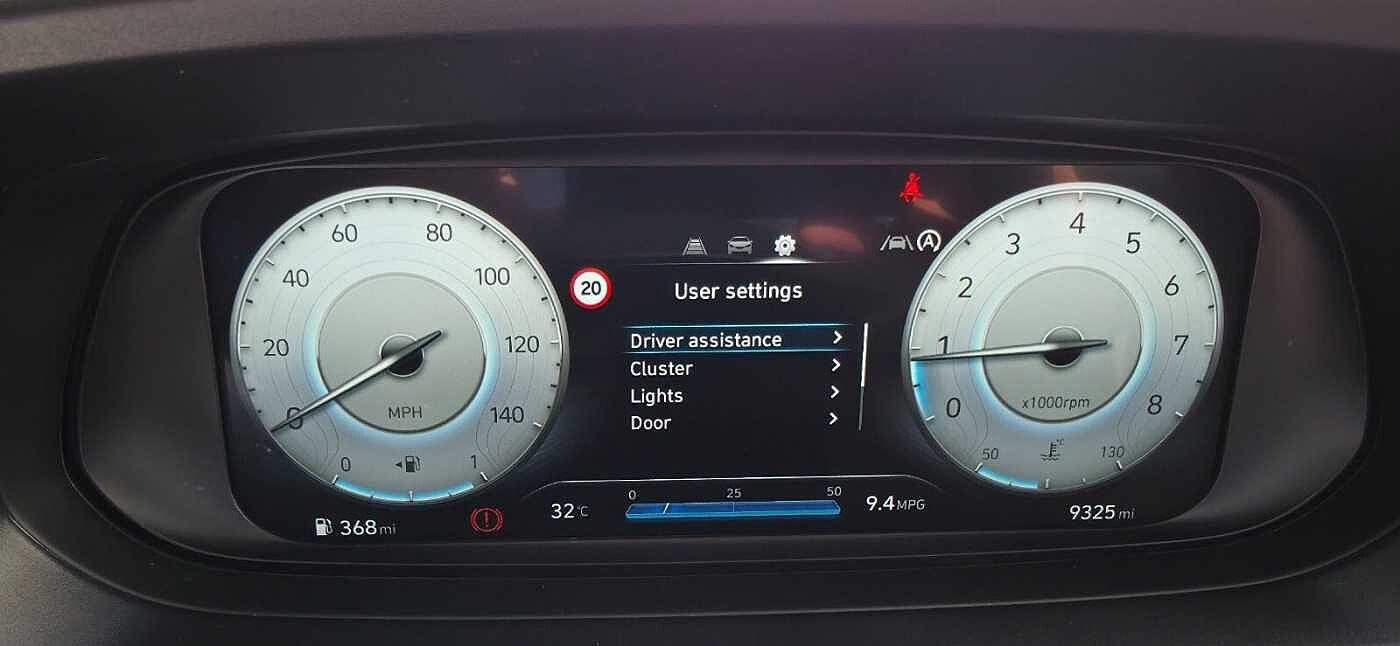 60 80
40 100
20 120
0 140
MPH
0 1
368 mi
20
A
User settings
Driver assistance
Cluster
Lights
Door
32°C
0 25 50
9.4 MPG
4
3 5
2 6
1 7
0 8
x1000rpm
50 °C 130
9325 mi